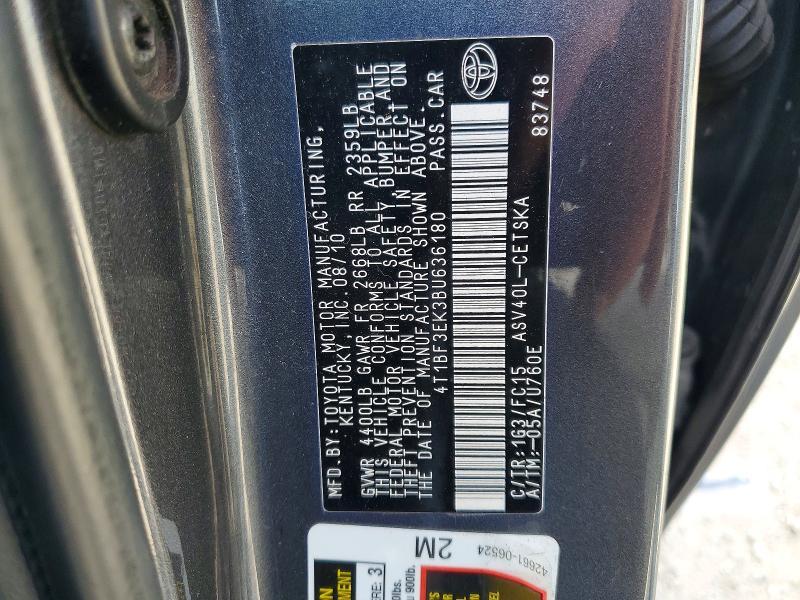 MFD.BY:TOYOTA MOTOR MANUFACTURING,
KENTUCKY, INC. 08/10
GVWR 4400LB GAWR FR 2668LB RR 2359LB
THIS VEHICLE CONFORMS TO ALL APPLICABLE
FEDERAL MOTOR VEHICLE SAFETY BUMPER,AND
THEFT PREVENTION STANDARDS IN EFFECT ON
THE DATE OF MANUFACTURE SHOWN ABOVE.
4T1BF3EK3BU636180 PASS.CAR
C/TR:1G3/FC15 ASV40L-CETSKA
A/TM:-05A/U760E 83748
2M
42661-06524